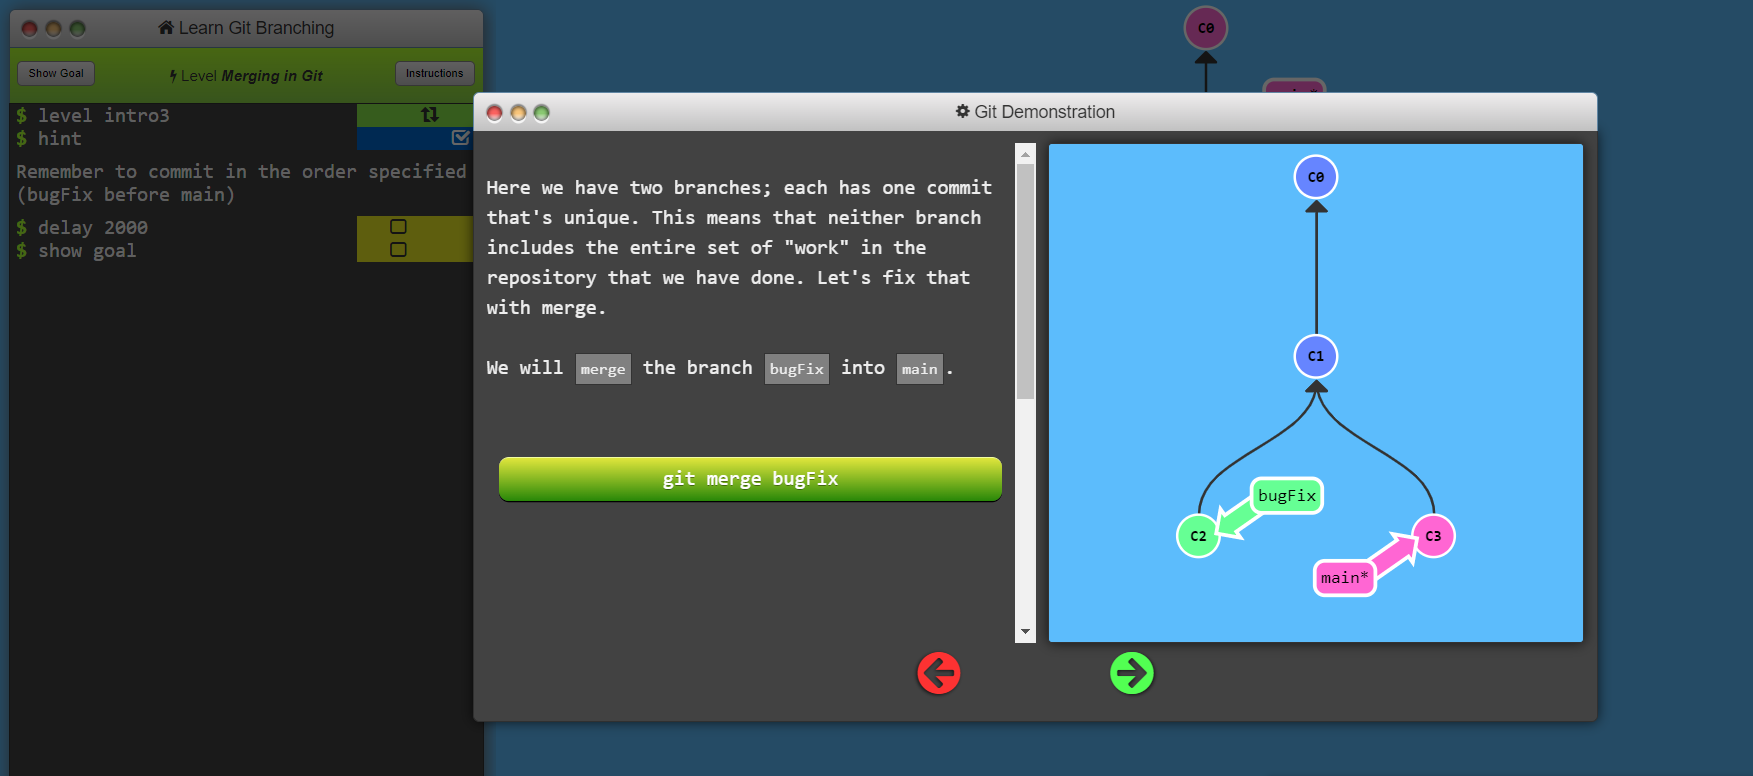 Learn Git Branching
Show Goal
Level Merging in Git
Instructions
$ level intro3
$ hint
Remember to commit in the order specified
(bugFix before main)
$ delay 2000
$ show goal
C0
Git Demonstration
Here we have two branches; each has one commit
that's unique. This means that neither branch
includes the entire set of "work" in the
repository that we have done. Let's fix that
with merge.
We will merge the branch bugFix into main.
git merge bugFix
C0
C1
bugFix
C2
C3
main*